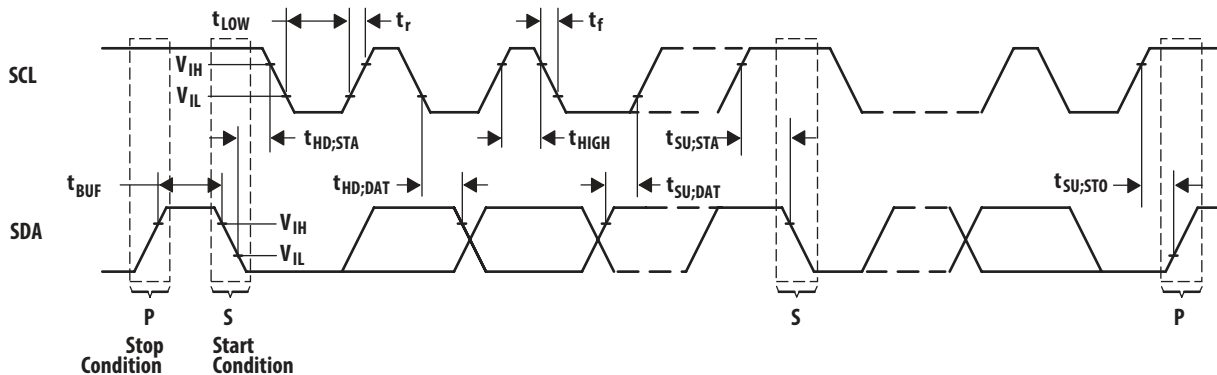 tLOW
tr
tf
SCL
VIH
VIL
tHD;STA
tHIGH
tSU;STA
tBUF
tHD;DAT
tSU;DAT
tSU;STO
SDA
VIH
VIL
P
S
S
P
Stop
Condition
Start
Condition